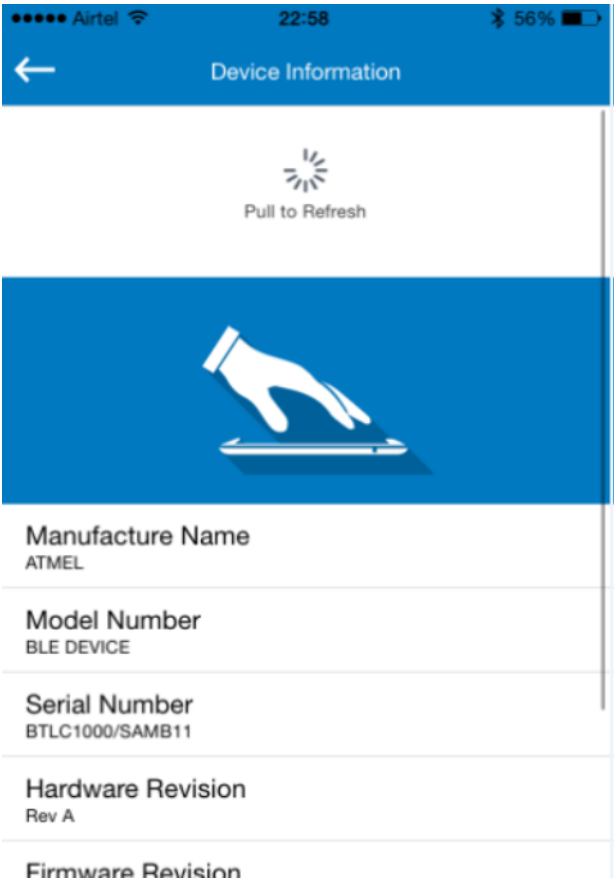 Airtel 22:58 56%
Device Information
Pull to Refresh
Manufacture Name
ATMEL
Model Number
BLE DEVICE
Serial Number
BTLC1000/SAMB11
Hardware Revision
Rev A
Firmware Revision